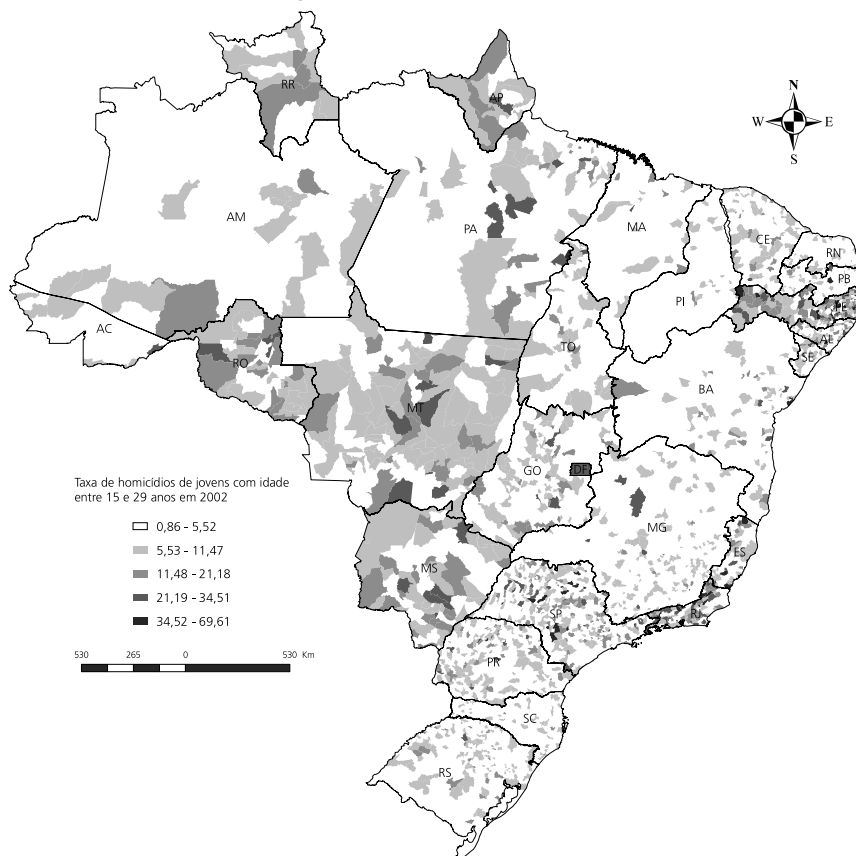 N
W E
S
RR
AP
AM
PA
MA
CE
RN
PB
PE
PI
AC
AL
SE
TO
RO
BA
MT
GO
DF
Taxa de homicídios de jovens com idade
entre 15 e 29 anos em 2002
0,86 - 5,52
5,53 - 11,47
11,48 - 21,18
21,19 - 34,51
34,52 - 69,61
MG
ES
MS
SP
RJ
530 265 0 530 Km
PR
SC
RS